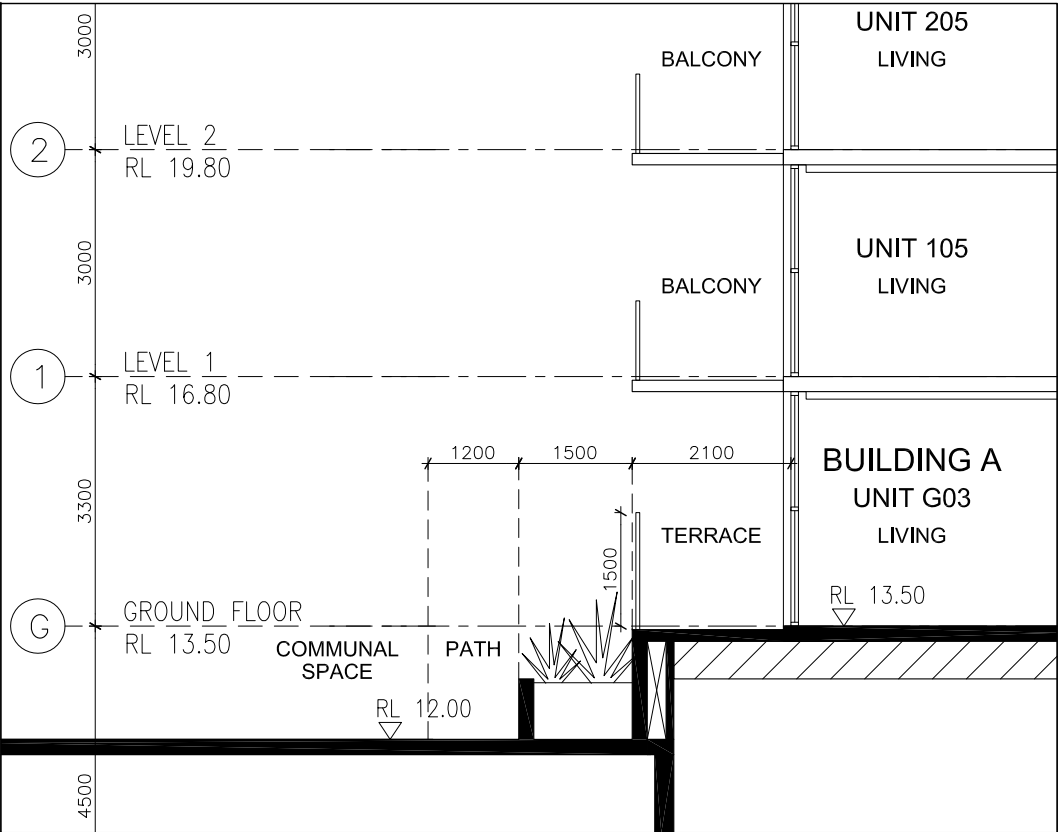 3000
BALCONY
UNIT 205
LIVING
2
LEVEL 2
RL 19.80
3000
BALCONY
UNIT 105
LIVING
1
LEVEL 1
RL 16.80
1200
1500
2100
3300
BUILDING A
UNIT G03
LIVING
TERRACE
1500
RL 13.50
G
GROUND FLOOR
RL 13.50
COMMUNAL
SPACE
PATH
RL 12.00
4500